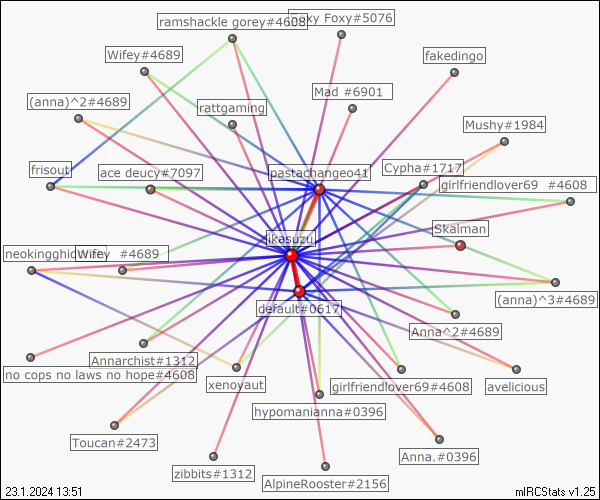 ramshackle gorey#4608
Foxy Foxy#5076
Wifey#4689
fakedingo
(anna)^2#4689
rattgaming
Mad #6901
Mushy#1984
frisout
ace deucy#7097
pastachangeo41
Cypha#1717
girlfriendlover69 #4608
ikasuzu
Skalman
Wifey #4689
default#0617
(anna)^3#4689
Annarchist#1312
Anna^2#4689
no cops no laws no hope#4608
xenoyaut
girlfriendlover69#4608
avelicious
hypomanianna#0396
Toucan#2473
Anna.#0396
zibbits#1312
AlpineRooster#2156
23.1.2024 13:51
mIRCStats v1.25